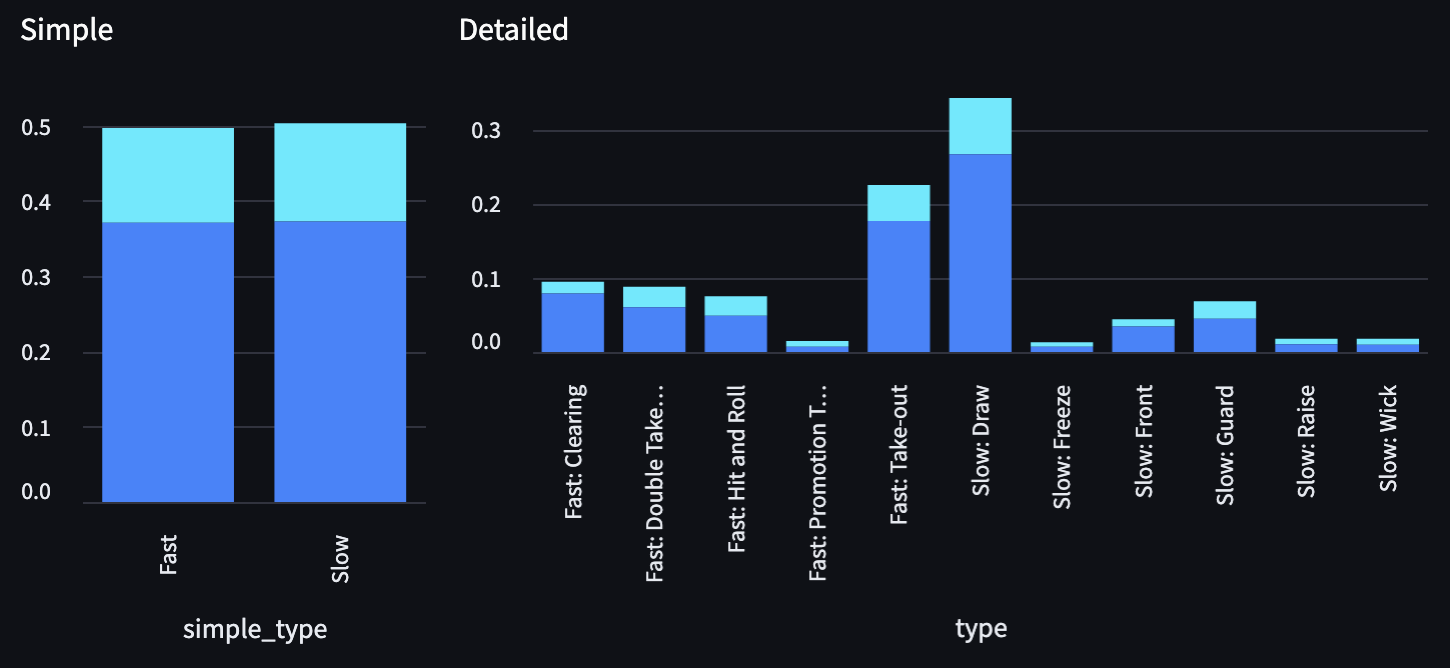 Simple
0.5
0.4
0.3
0.2
0.1
0.0
Fast
Slow
simple_type
Detailed
0.3
0.2
0.1
0.0
Fast: Clearing
Fast: Double Take…
Fast: Hit and Roll
Fast: Promotion T…
Fast: Take-out
Slow: Draw
Slow: Freeze
Slow: Front
Slow: Guard
Slow: Raise
Slow: Wick
type